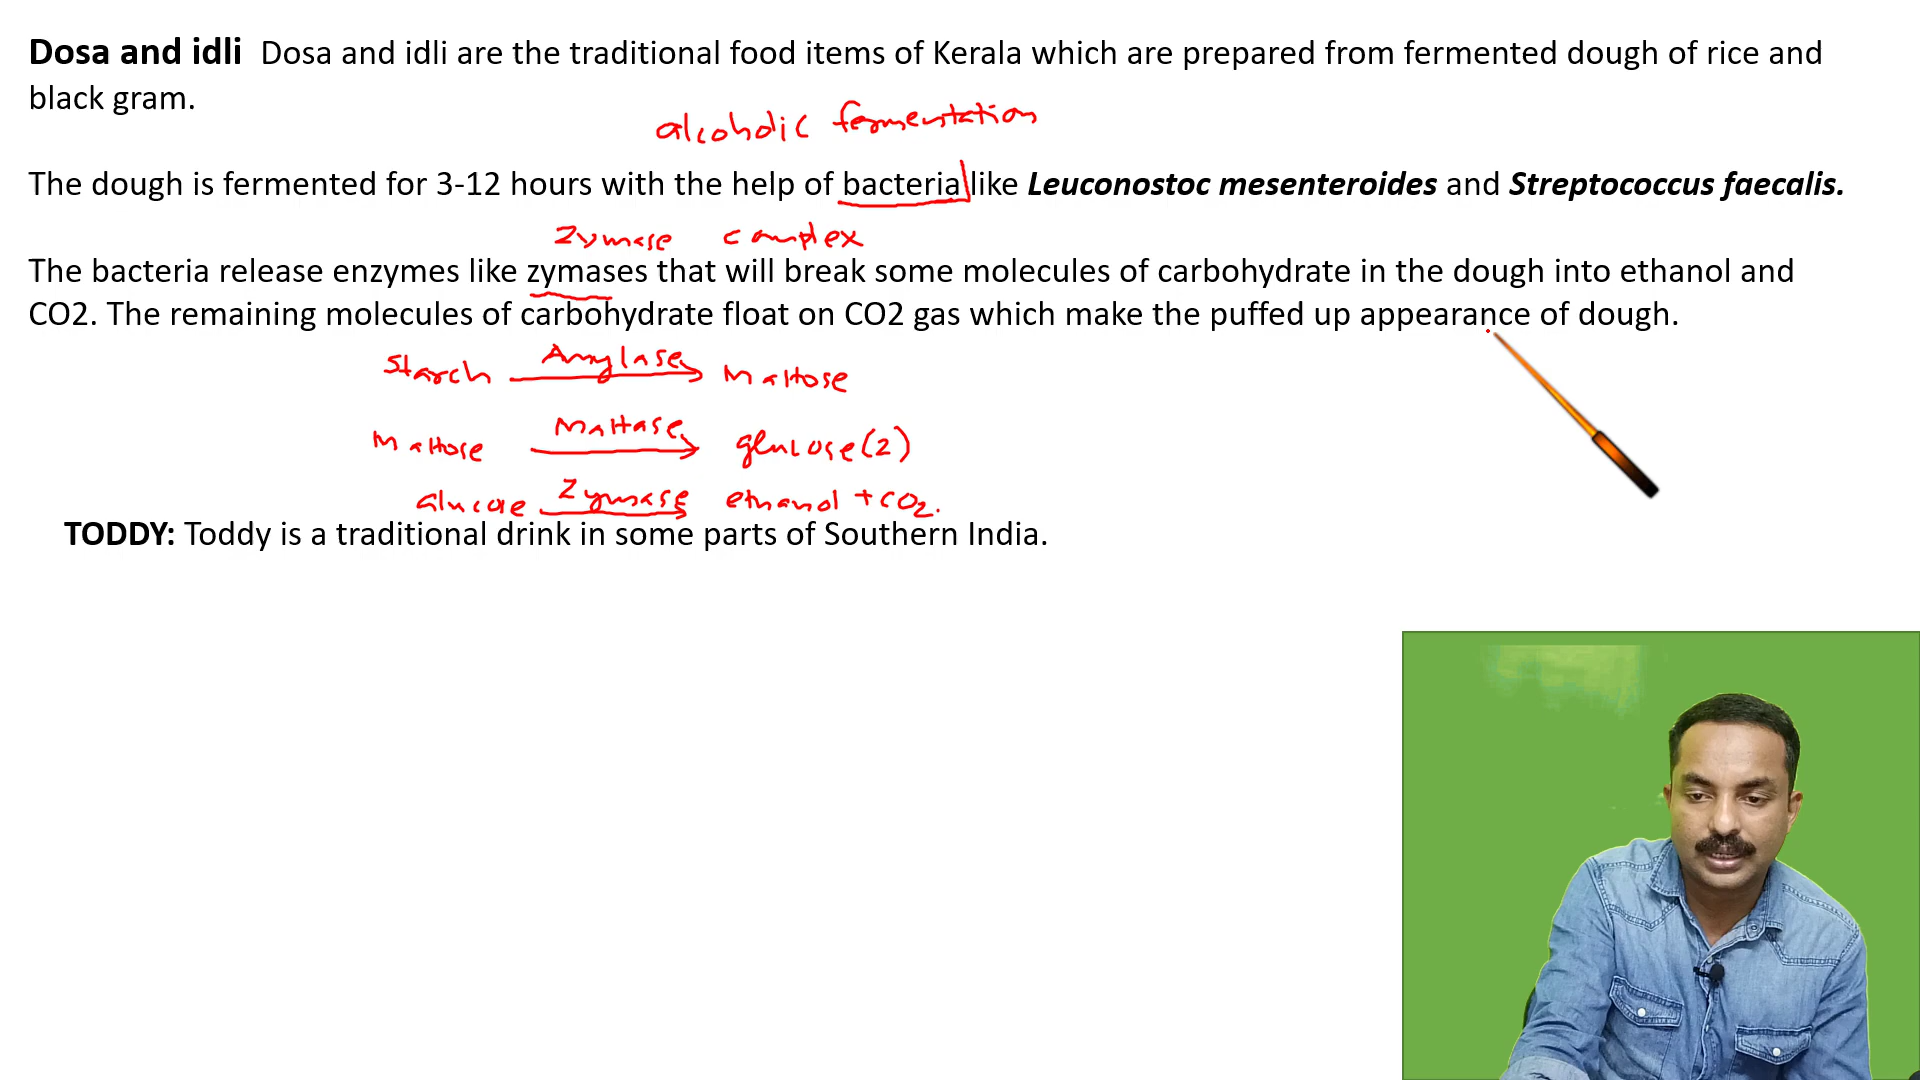 Dosa and idli Dosa and idli are the traditional food items of Kerala which are prepared from fermented dough of rice and
black gram.
alcoholic fermentation
The dough is fermented for 3-12 hours with the help of bacteria like Leuconostoc mesenteroides and Streptococcus faecalis.
Zymase complex
The bacteria release enzymes like zymases that will break some molecules of carbohydrate in the dough into ethanol and
CO2. The remaining molecules of carbohydrate float on CO2 gas which make the puffed up appearance of dough.
Starch Amylase Maltose
Maltose Maltase glucose(2)
Glucose Zymase ethanol + CO2.
TODDY: Toddy is a traditional drink in some parts of Southern India.